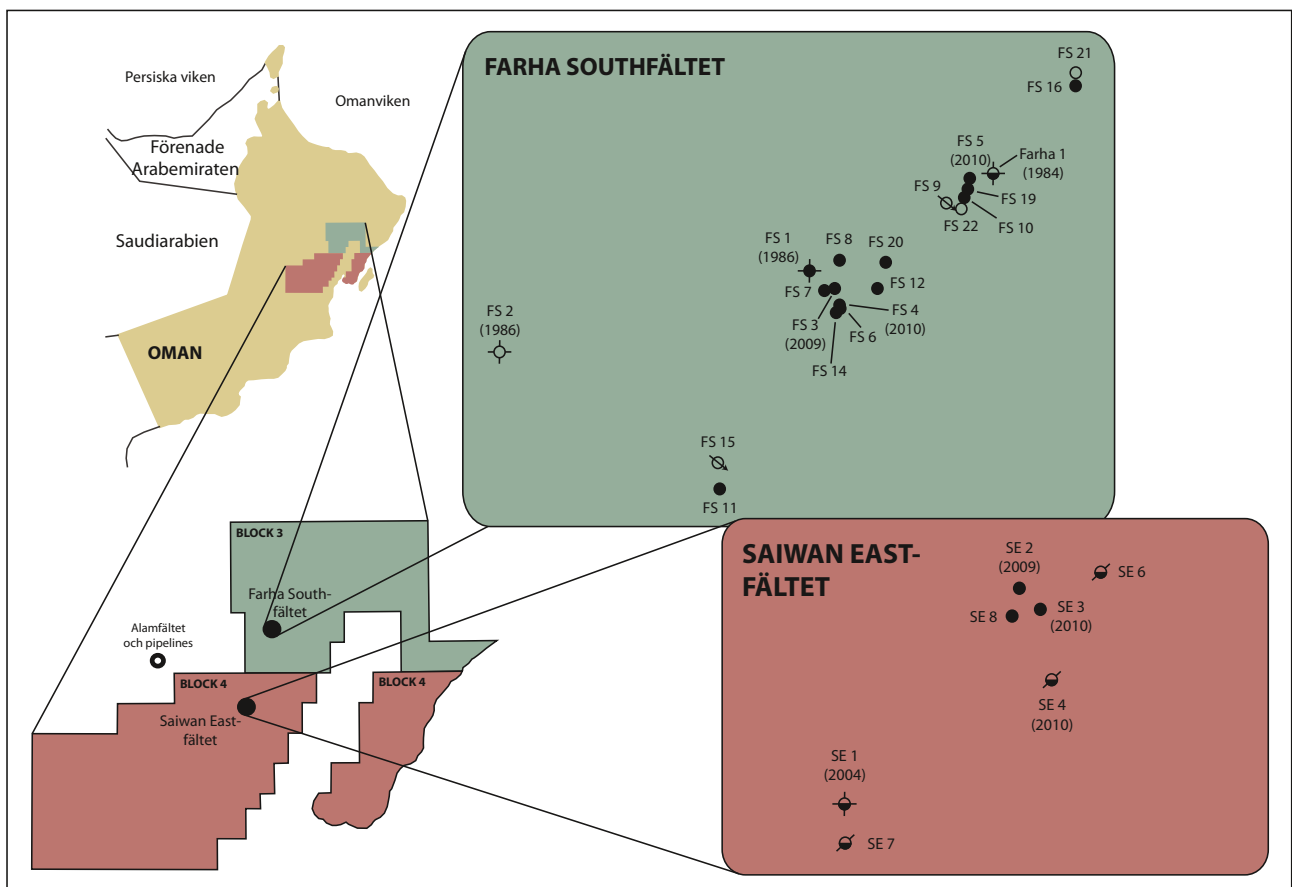 Persiska viken
Omanviken
Förenade
Arabemiraten
Saudiarabien
OMAN
FARHA SOUTHFÄLTET
FS 21
FS 16
FS 5
(2010)
Farha 1
(1984)
FS 9
FS 19
FS 22
FS 10
FS 1
(1986)
FS 8
FS 20
FS 7
FS 12
FS 3
(2009)
FS 4
(2010)
FS 6
FS 14
FS 2
(1986)
FS 15
FS 11
BLOCK 3
Farha South-
fältet
Alamfältet
och pipelines
BLOCK 4
BLOCK 4
Saiwan East-
fältet
SAIWAN EAST-
FÄLTET
SE 2
(2009)
SE 6
SE 8
SE 3
(2010)
SE 4
(2010)
SE 1
(2004)
SE 7